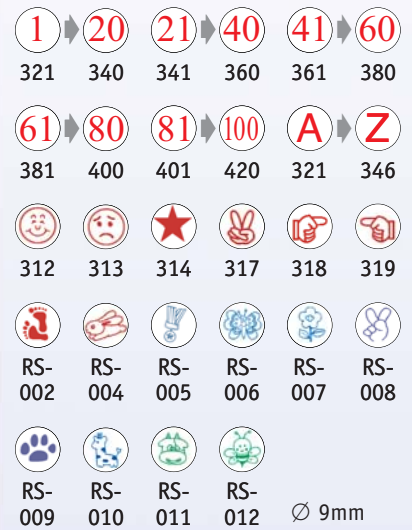 1 20 21 40 41 60
321 340 341 360 361 380
61 80 81 100 A Z
381 400 401 420 321 346
312 313 314 317 318 319
RS- RS- RS- RS- RS- RS-
002 004 005 006 007 008
RS- RS- RS- RS-
009 010 011 012 ∅ 9mm